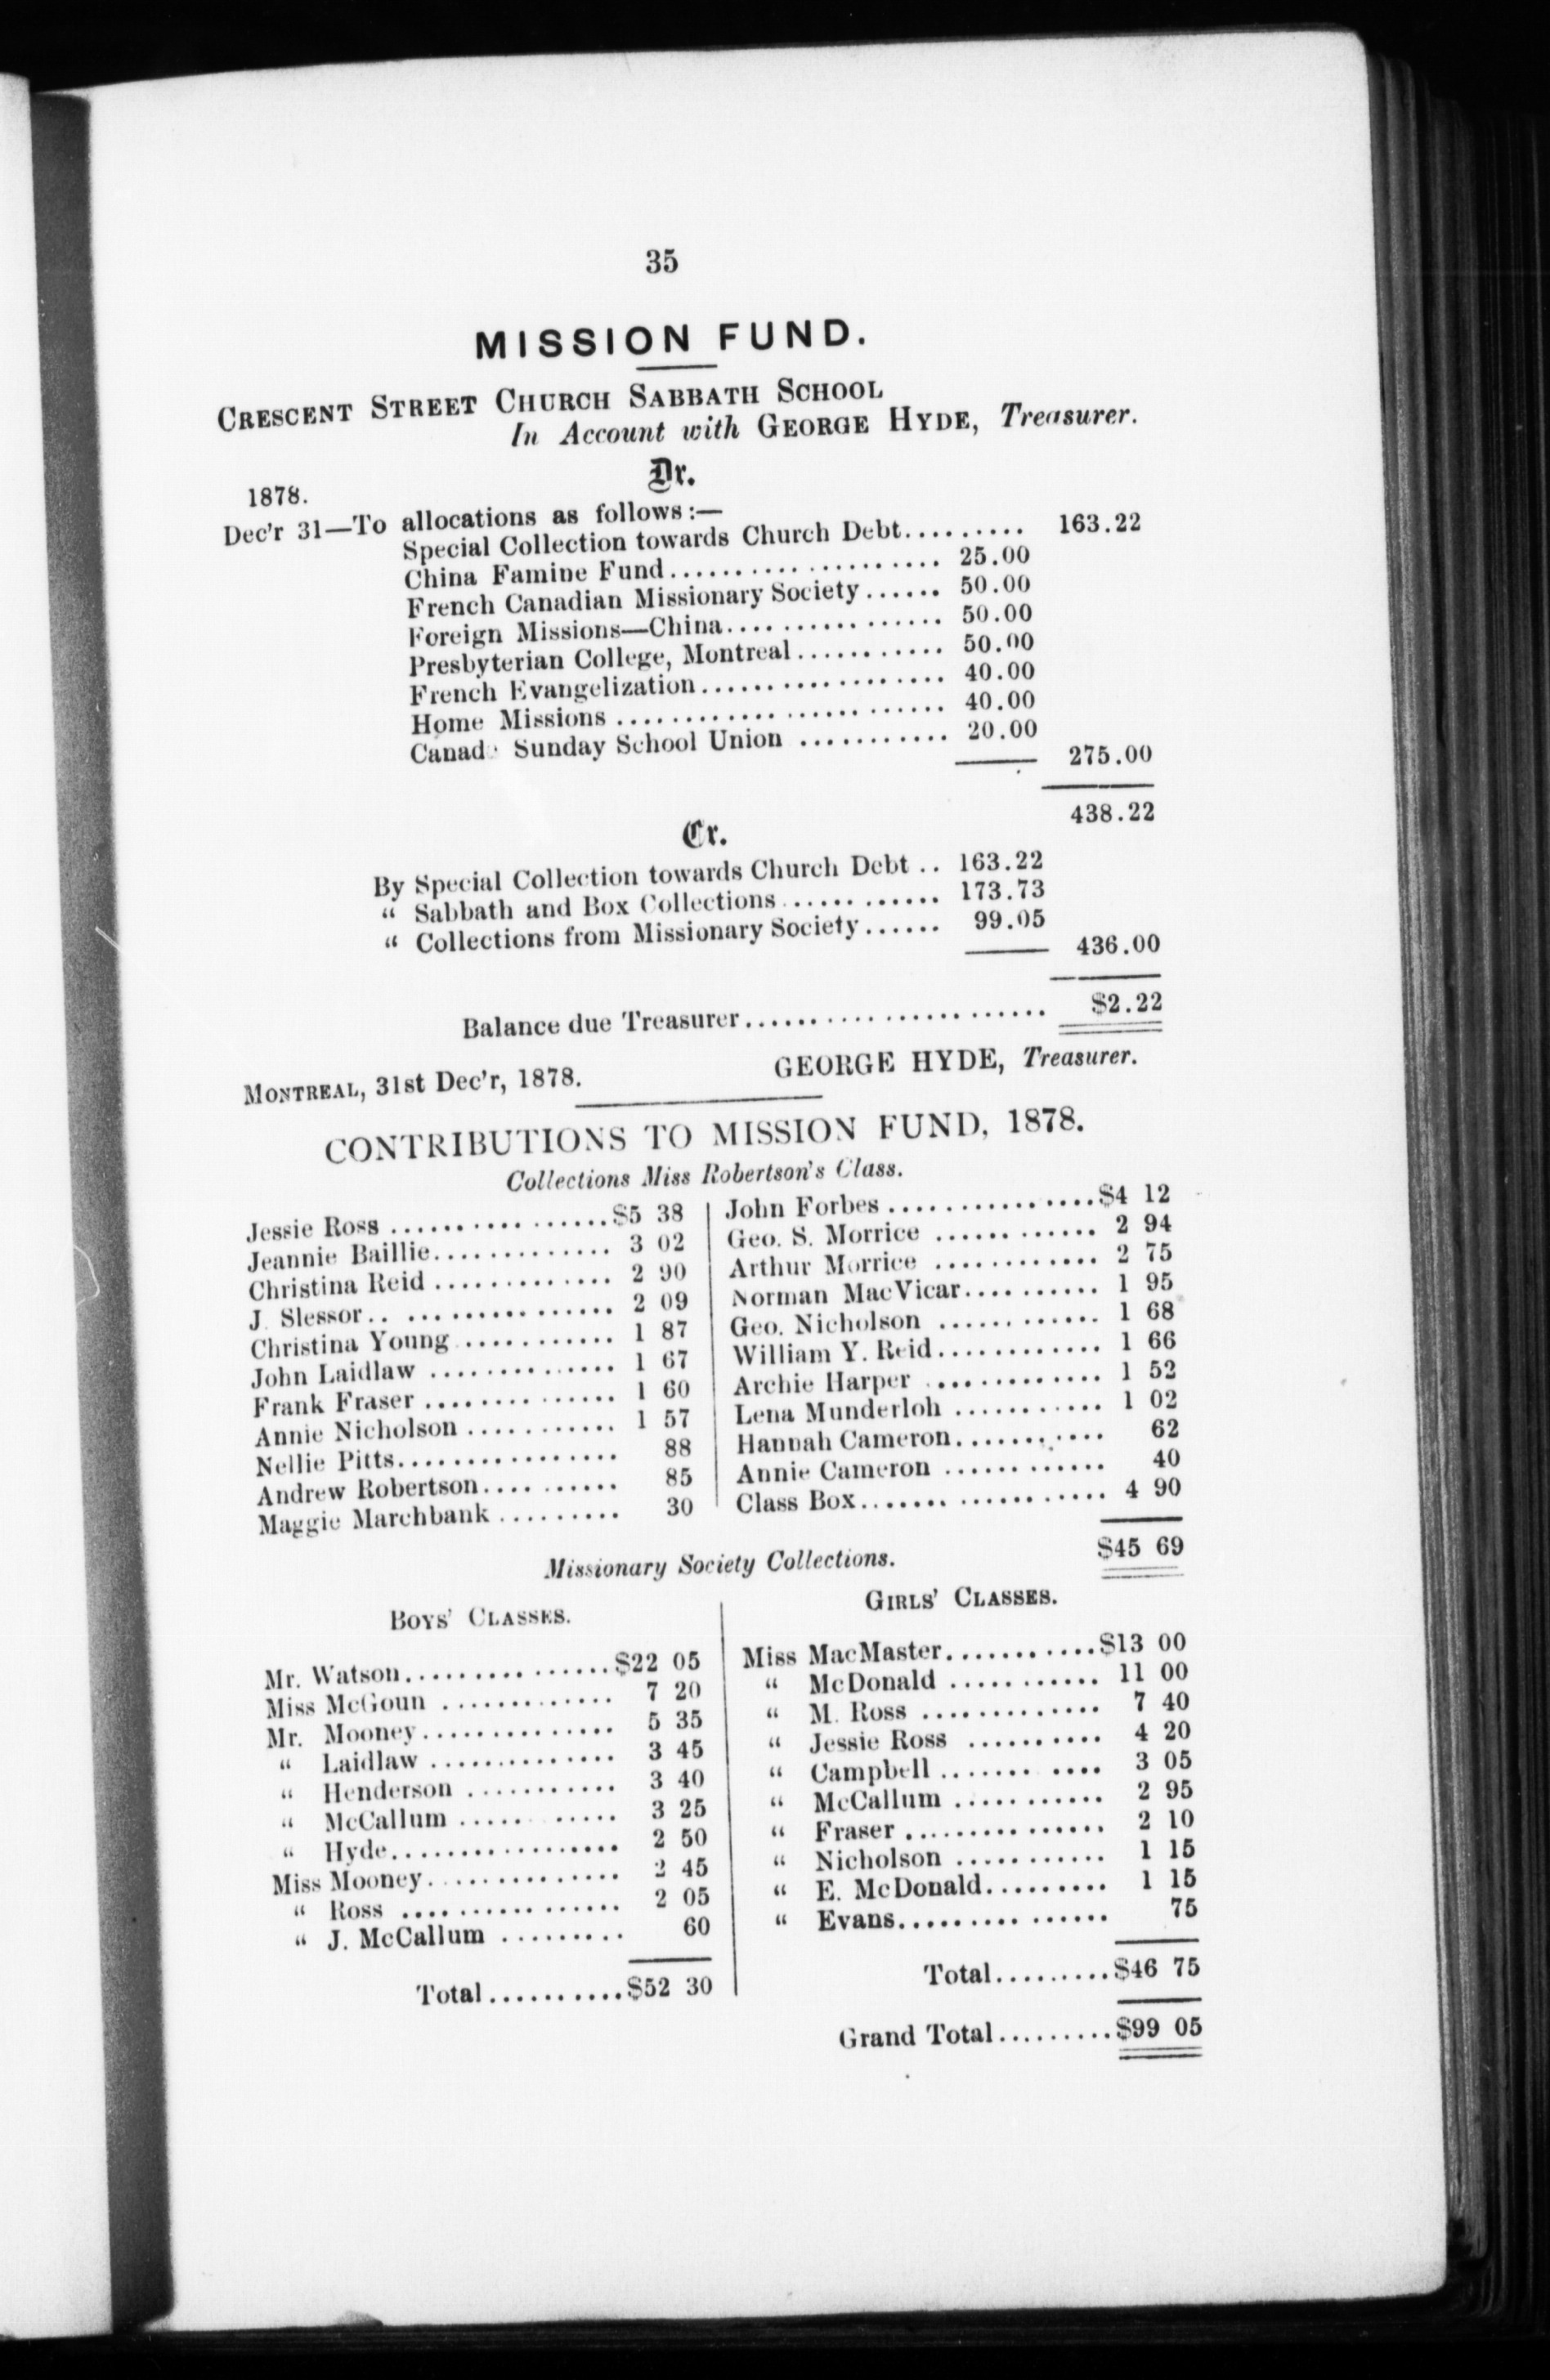 35
MISSION FUND.
CRESCENT STREET CHURCH SABBATH SCHOOL
In Account with GEORGE HYDE, Treasurer.
Dr.
1878.
Dec'r 31—To allocations as follows:—
Special Collection towards Church Debt......... 163.22
China Famine Fund..................... 25.00
French Canadian Missionary Society...... 50.00
Foreign Missions—China................. 50.00
Presbyterian College, Montreal........... 50.00
French Evangelization................... 40.00
Home Missions ........................ 40.00
Canada Sunday School Union ........... 20.00
275.00
438.22
Cr.
By Special Collection towards Church Debt .. 163.22
“ Sabbath and Box Collections............ 173.73
“ Collections from Missionary Society...... 99.05
436.00
Balance due Treasurer........................ $2.22
GEORGE HYDE, Treasurer.
MONTREAL, 31st Dec'r, 1878.
CONTRIBUTIONS TO MISSION FUND, 1878.
Collections Miss Robertson's Class.
Jessie Ross .................$5 38
Jeannie Baillie.............. 3 02
Christina Reid .............. 2 90
J. Slessor.................. 2 09
Christina Young ............ 1 87
John Laidlaw .............. 1 67
Frank Fraser .............. 1 60
Annie Nicholson ........... 1 57
Nellie Pitts................. 88
Andrew Robertson.......... 85
Maggie Marchbank ......... 30
John Forbes ................$4 12
Geo. S. Morrice ............ 2 94
Arthur Morrice ............ 2 75
Norman MacVicar.......... 1 95
Geo. Nicholson ............ 1 68
William Y. Reid............ 1 66
Archie Harper ............. 1 52
Lena Munderloh ........... 1 02
Hannah Cameron........... 62
Annie Cameron ............ 40
Class Box................... 4 90
$45 69
Missionary Society Collections.
BOYS' CLASSES.
Mr. Watson................$22 05
Miss McGoun ............. 7 20
Mr. Mooney............... 5 35
“ Laidlaw .............. 3 45
“ Henderson ........... 3 40
“ McCallum ........... 3 25
“ Hyde................. 2 50
Miss Mooney............... 2 45
“ Ross ................. 2 05
“ J. McCallum ......... 60
Total..........$52 30
GIRLS' CLASSES.
Miss MacMaster...........$13 00
“ McDonald ........... 11 00
“ M. Ross ............. 7 40
“ Jessie Ross .......... 4 20
“ Campbell ........... 3 05
“ McCallum ........... 2 95
“ Fraser ............... 2 10
“ Nicholson ........... 1 15
“ E. McDonald......... 1 15
“ Evans............... 75
Total.........$46 75
Grand Total.........$99 05